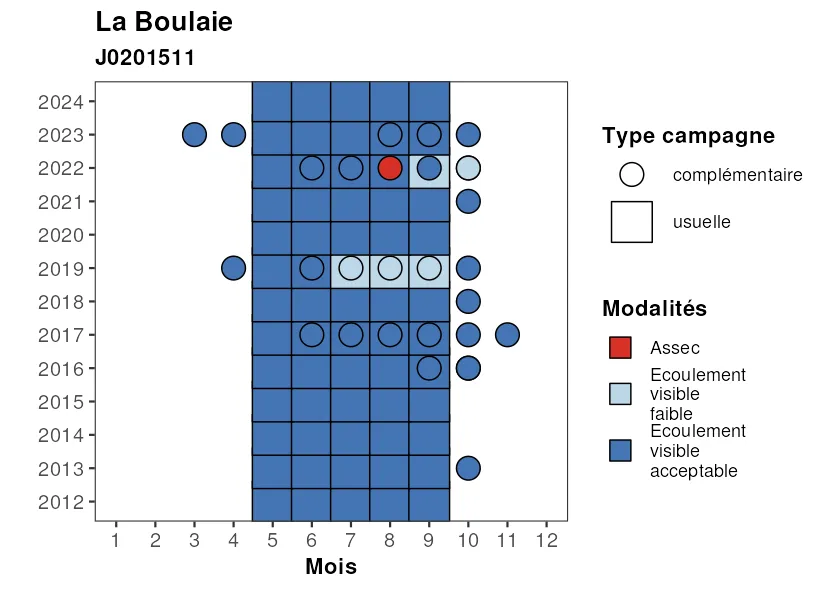 La Boulaie
J0201511
2024
2023
2022
2021
2020
2019
2018
2017
2016
2015
2014
2013
2012
1 2 3 4 5 6 7 8 9 10 11 12
Mois
Type campagne
complémentaire
usuelle
Modalités
Assec
Ecoulement
visible
faible
Ecoulement
visible
acceptable